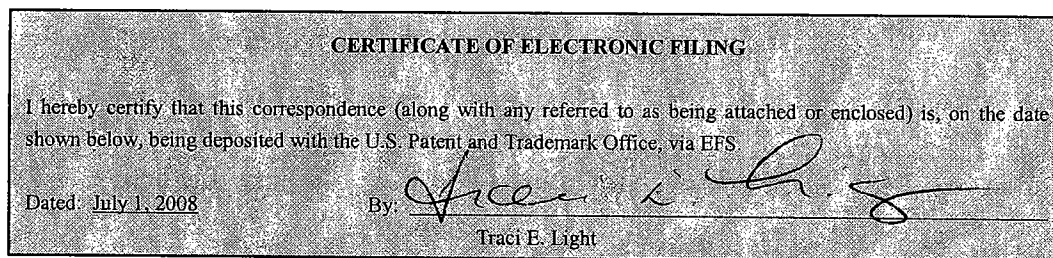 CERTIFICATE OF ELECTRONIC FILING
I hereby certify that this correspondence (along with any referred to as being attached or enclosed) is, on the date
shown below, being deposited with the U.S. Patent and Trademark Office, via EFS.
Dated: July 1, 2008 By: Traci E. Lig
Traci E. Light